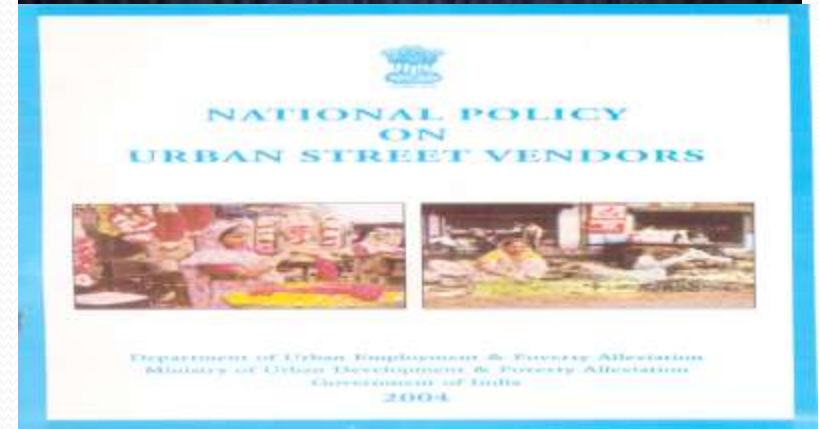 NATIONAL POLICY
ON
URBAN STREET VENDORS
Department of Urban Employment & Poverty Alleviation
Ministry of Urban Development & Poverty Alleviation
Government of India
2004